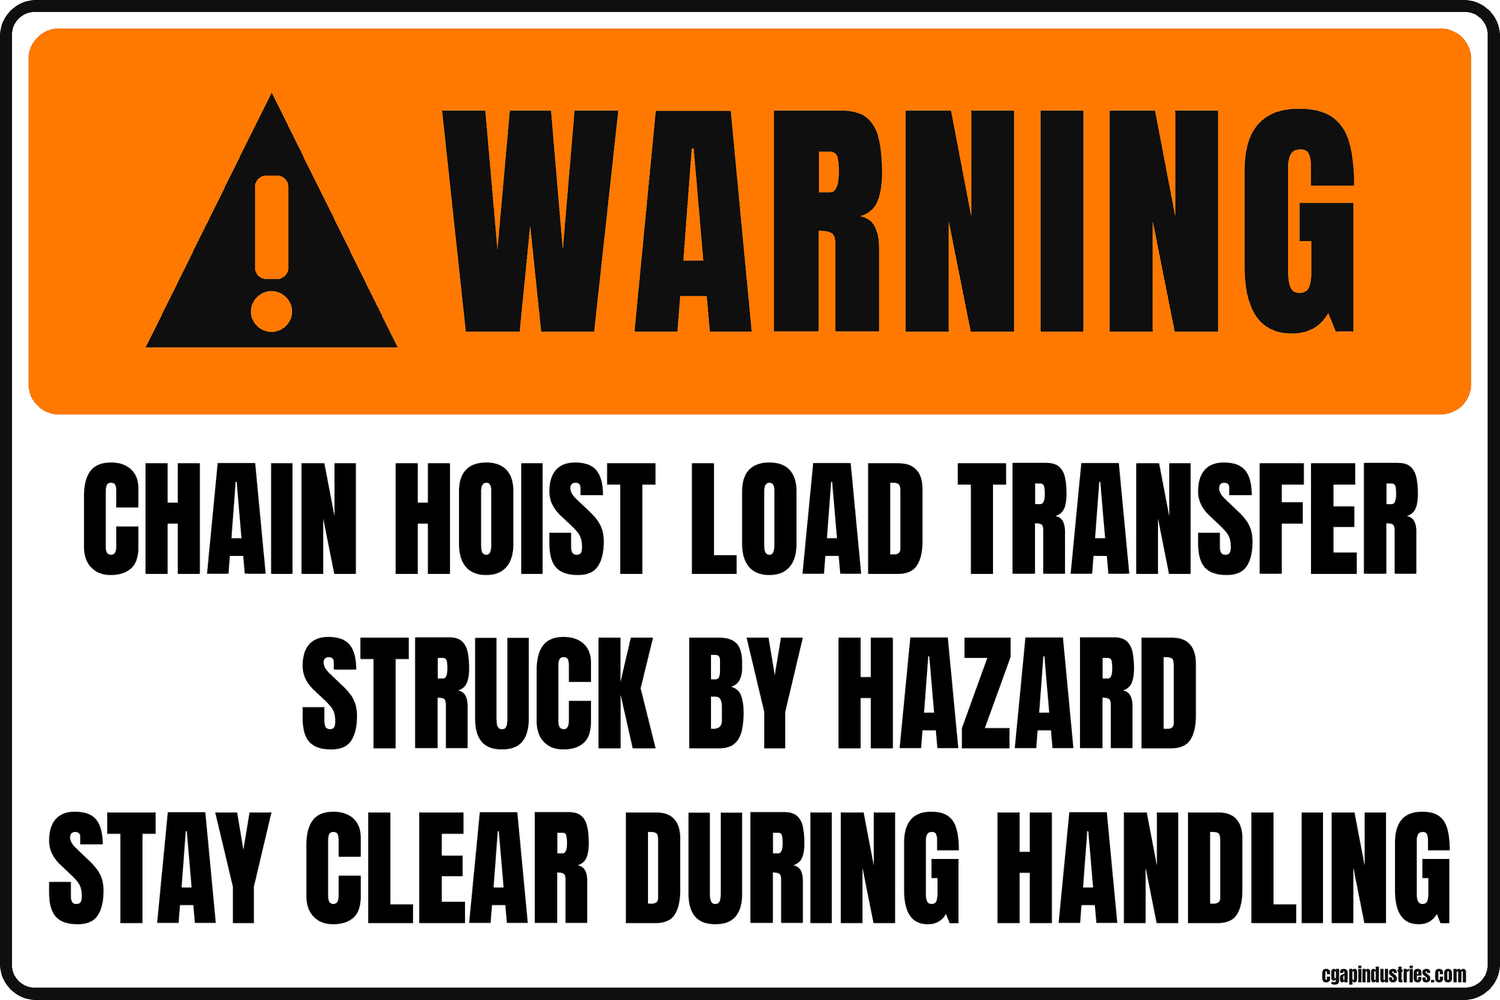 WARNING
CHAIN HOIST LOAD TRANSFER
STRUCK BY HAZARD
STAY CLEAR DURING HANDLING
cgapindustries.com